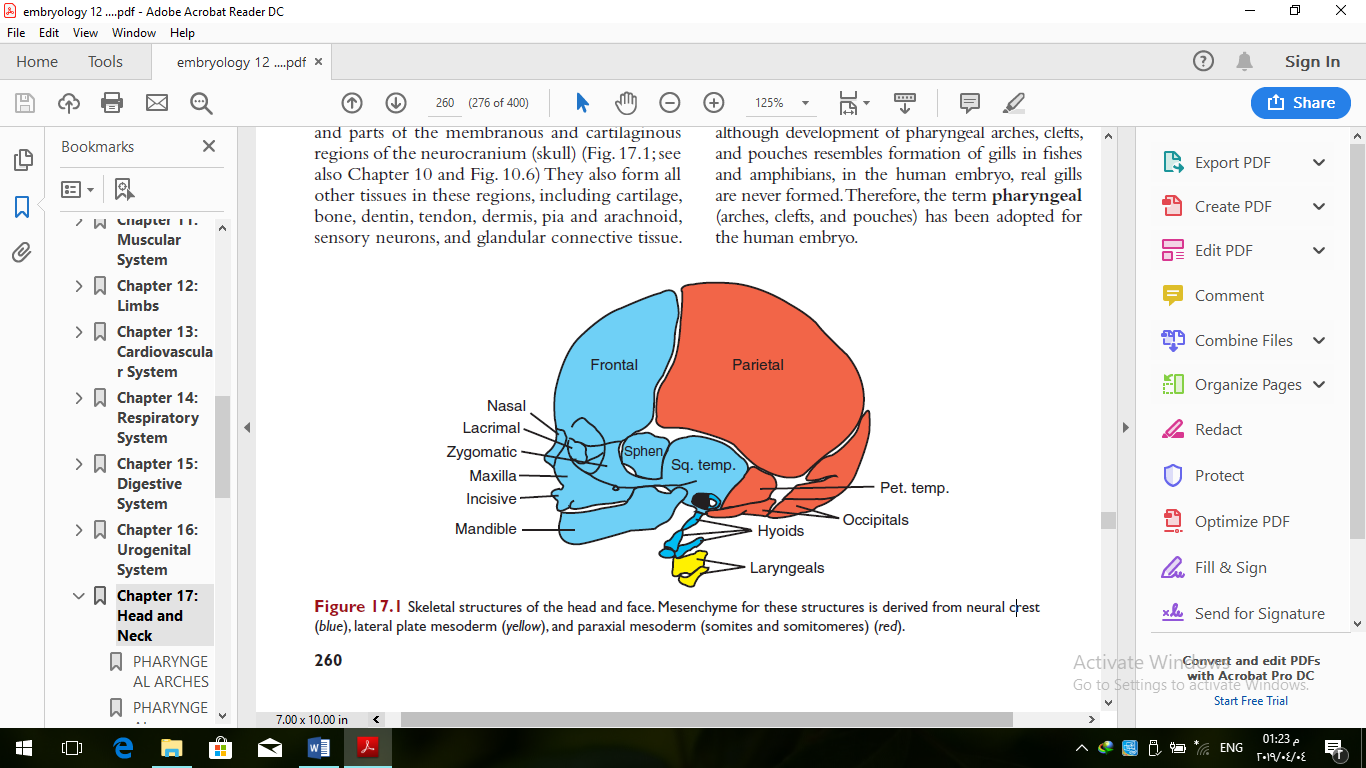 embryology 12 ....pdf - Adobe Acrobat Reader DC
File Edit View Window Help
Home Tools embryology 12 ....pdf × Sign In
260 (276 of 400) 125% Share
Bookmarks
Chapter 11:
Muscular
System
Chapter 12:
Limbs
Chapter 13:
Cardiovascula
r System
Chapter 14:
Respiratory
System
Chapter 15:
Digestive
System
Chapter 16:
Urogenital
System
Chapter 17:
Head and
Neck
PHARYNGE
AL ARCHES
PHARYNGE
and parts of the membranous and cartilaginous
regions of the neurocranium (skull) (Fig. 17.1; see
also Chapter 10 and Fig. 10.6) They also form all
other tissues in these regions, including cartilage,
bone, dentin, tendon, dermis, pia and arachnoid,
sensory neurons, and glandular connective tissue.
although development of pharyngeal arches, clefts,
and pouches resembles formation of gills in fishes
and amphibians, in the human embryo, real gills
are never formed. Therefore, the term pharyngeal
(arches, clefts, and pouches) has been adopted for
the human embryo.
Frontal
Parietal
Nasal
Lacrimal
Zygomatic
Maxilla
Incisive
Mandible
Sphen
Sq. temp.
Pet. temp.
Occipitals
Hyoids
Laryngeals
Figure 17.1 Skeletal structures of the head and face. Mesenchyme for these structures is derived from neural crest
(blue), lateral plate mesoderm (yellow), and paraxial mesoderm (somites and somitomeres) (red).
260
7.00 x 10.00 in
Export PDF
Create PDF
Edit PDF
Comment
Combine Files
Organize Pages
Redact
Protect
Optimize PDF
Fill & Sign
Send for Signature
Convert and edit PDFs
with Acrobat Pro DC
Start Free Trial
Activate Windows
Go to Settings to activate Windows.
ENG
01:23 م
٢٠١٩/٠٤/٠٤